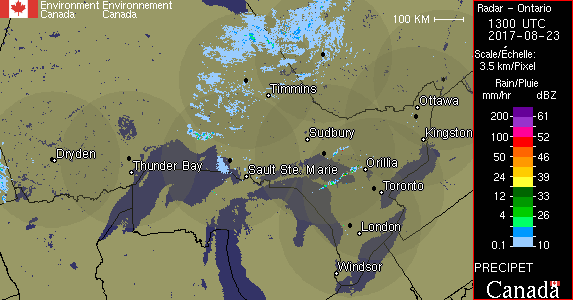 Environment Environnement
Canada Canada
100 KM
Timmins
Ottawa
Sudbury
Kingston
Dryden
Thunder Bay
Sault Ste. Marie
Orillia
Toronto
London
Windsor
Radar - Ontario
1300 UTC
2017-08-23
Scale/Échelle:
3.5 km/Pixel
Rain/Pluie
mm/hr dBZ
200 61
100 52
50 46
24 39
12 33
4 26
0.1 10
PRECIPET
Canada